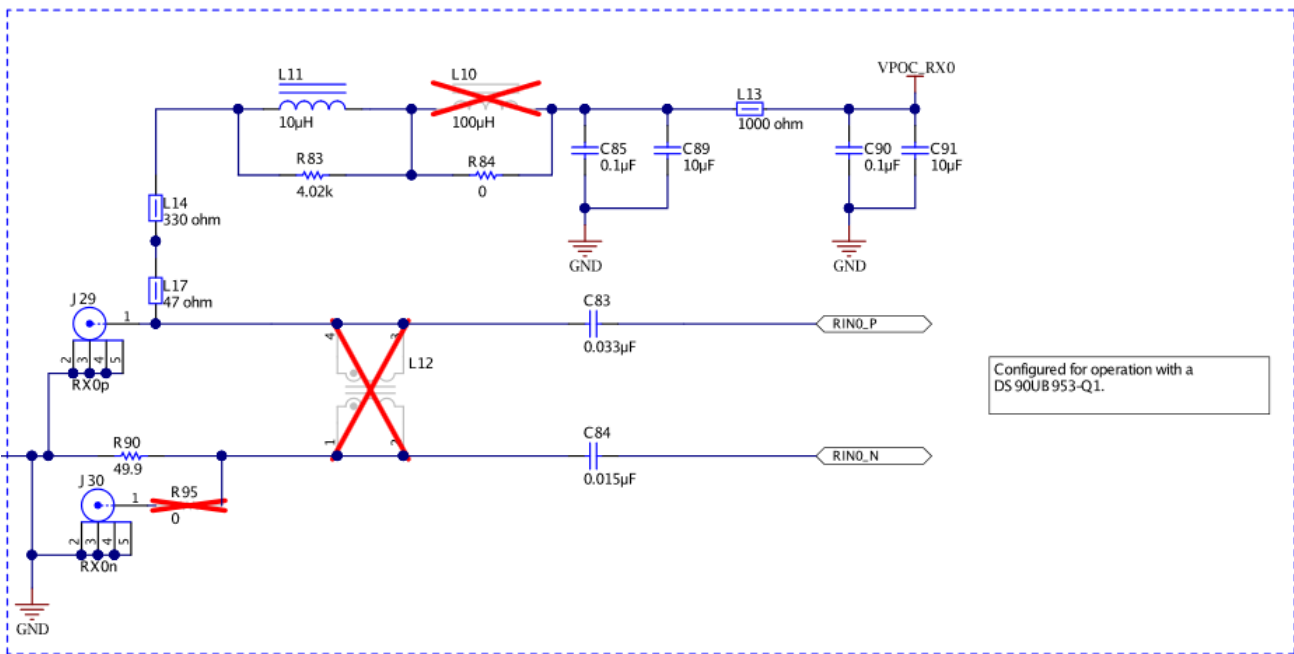 VPOC_RX0
L11
L10
L13
10µH
100µH
1000 ohm
C85
0.1µF
C89
10µF
C90
0.1µF
C91
10µF
R83
4.02k
R84
0
L14
330 ohm
GND
GND
L17
47 ohm
J29
1
2
3
4
5
RX0p
C83
0.033µF
RIN0_P
4
3
L12
1
2
Configured for operation with a
DS90UB953-Q1.
R90
49.9
C84
0.015µF
RIN0_N
J30
1
R95
0
2
3
4
5
RX0n
GND